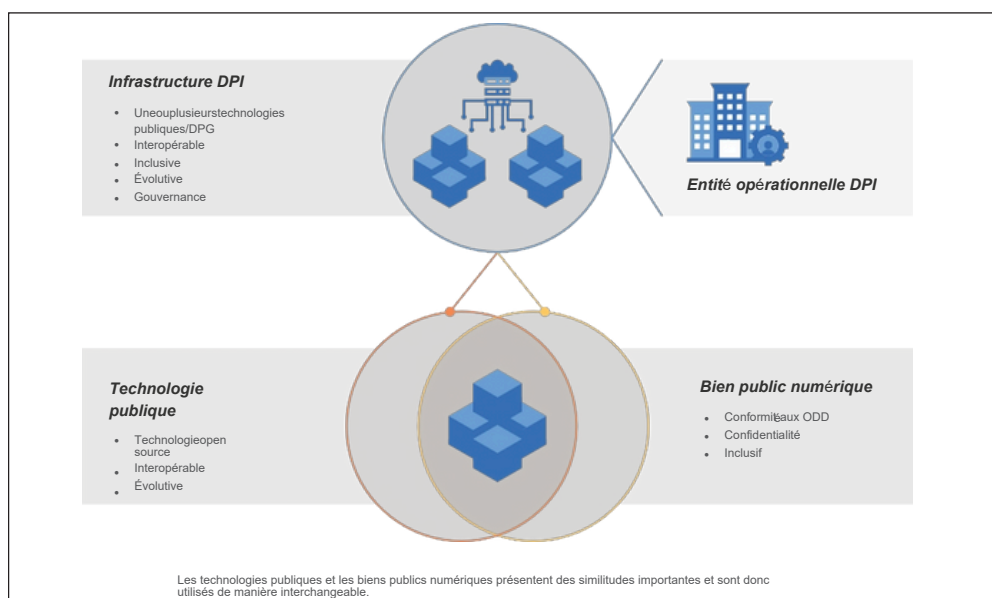 Infrastructure DPI
• Uneouplusieurstechnologies
publiques/DPG
• Interopérable
• Inclusive
• Évolutive
• Gouvernance
Entité opérationnelle DPI
Technologie
publique
• Technologieopen
source
• Interopérable
• Évolutive
Bien public numérique
• Conformitéaux ODD
• Confidentialité
• Inclusif
Les technologies publiques et les biens publics numériques présentent des similitudes importantes et sont donc
utilisés de manière interchangeable.